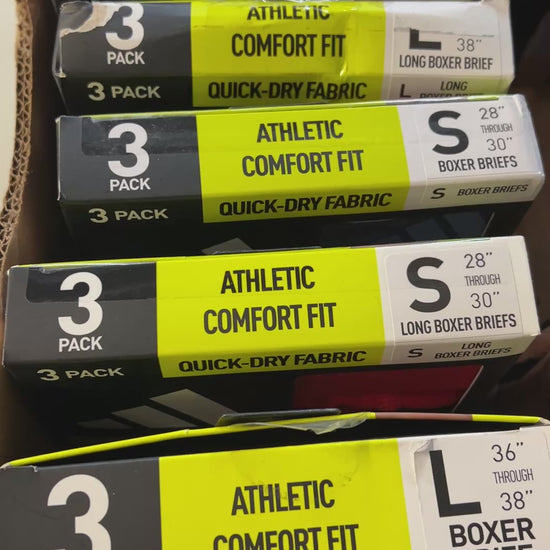 3
PACK
ATHLETIC
COMFORT FIT
L
38"
LONG BOXER BRIEF
3 PACK
QUICK-DRY FABRIC
L
LONG
3
PACK
ATHLETIC
COMFORT FIT
S
28"
THROUGH
30"
BOXER BRIEFS
3 PACK
QUICK-DRY FABRIC
S
BOXER BRIEFS
3
PACK
ATHLETIC
COMFORT FIT
S
28"
THROUGH
30"
LONG BOXER BRIEFS
3 PACK
QUICK-DRY FABRIC
S
LONG
BOXER BRIEFS
3
ATHLETIC
COMFORT FIT
L
36"
THROUGH
38"
BOXER